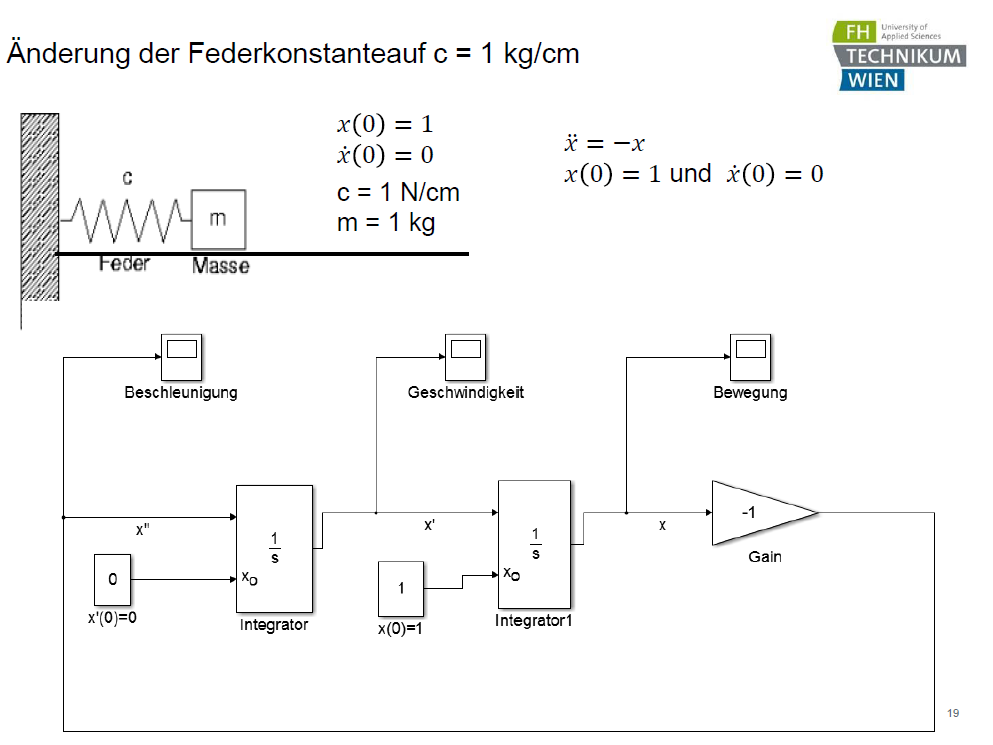 Änderung der Federkonstanteauf c = 1 kg/cm
FH University of Applied Sciences
TECHNIKUM
WIEN
x(0) = 1
ẋ(0) = 0
c = 1 N/cm
m = 1 kg
ẍ = −x
x(0) = 1 und ẋ(0) = 0
c
m
Feder
Masse
Beschleunigung
Geschwindigkeit
Bewegung
x''
1
s
xo
0
x'(0)=0
Integrator
x'
1
s
xo
1
x(0)=1
Integrator1
x
-1
Gain
19